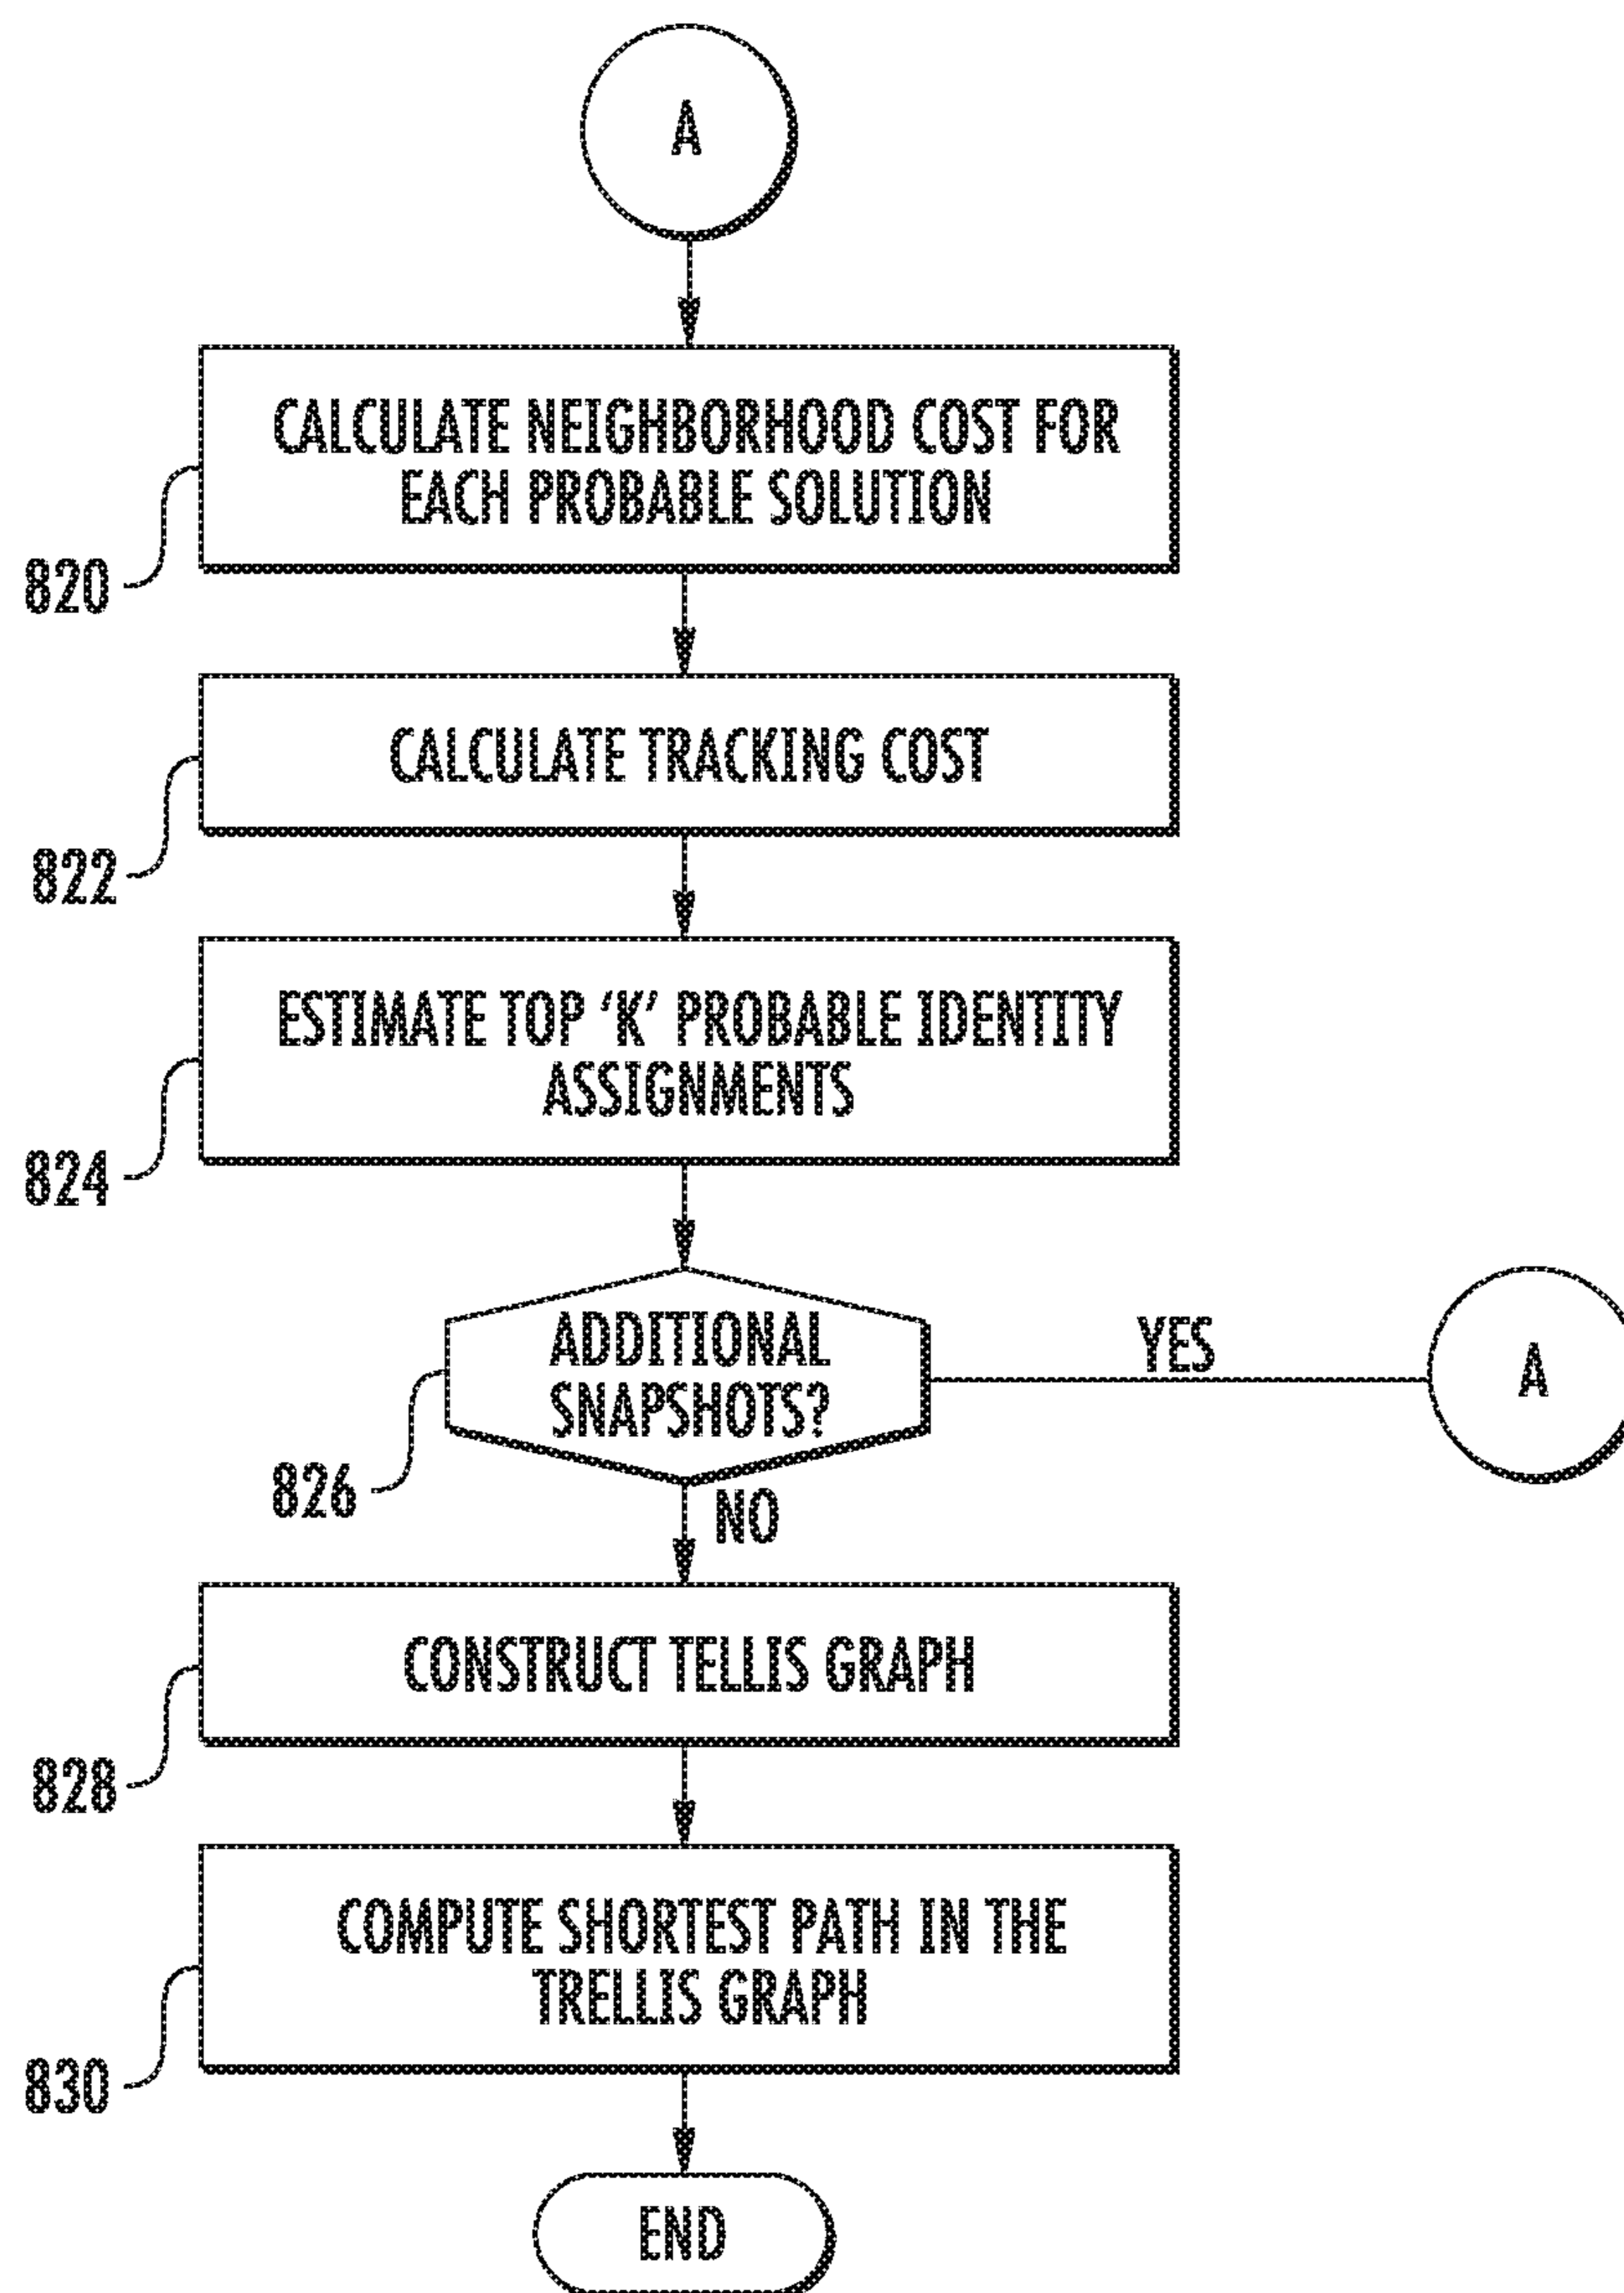 A
CALCULATE NEIGHBORHOOD COST FOR
EACH PROBABLE SOLUTION
820
CALCULATE TRACKING COST
822
ESTIMATE TOP 'K' PROBABLE IDENTITY
ASSIGNMENTS
824
ADDITIONAL
SNAPSHOTS?
YES
A
826
NO
CONSTRUCT TELLIS GRAPH
828
COMPUTE SHORTEST PATH IN THE
TRELLIS GRAPH
830
END